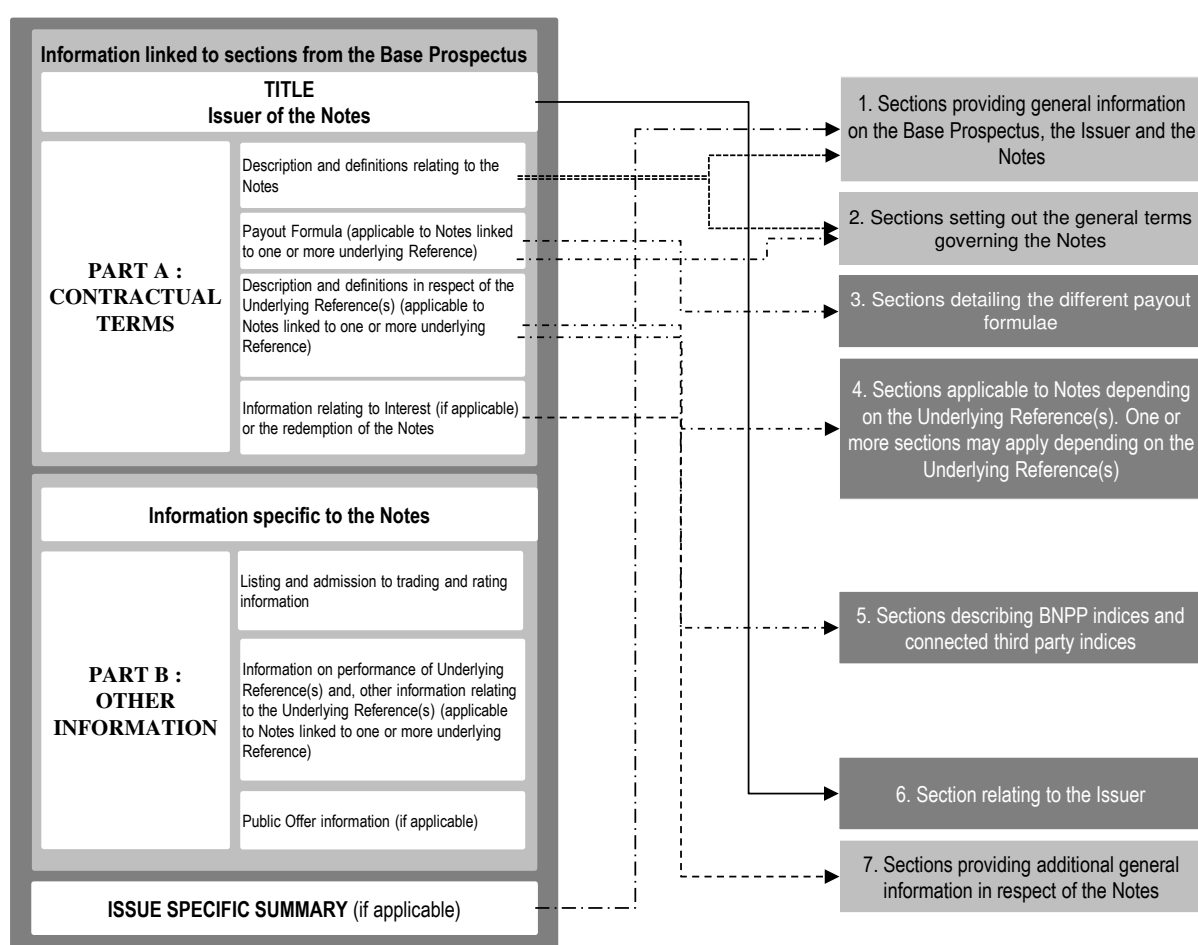 Information linked to sections from the Base Prospectus
TITLE
Issuer of the Notes
PART A :
CONTRACTUAL
TERMS
Description and definitions relating to the
Notes
Payout Formula (applicable to Notes linked
to one or more underlying Reference)
Description and definitions in respect of the
Underlying Reference(s) (applicable to
Notes linked to one or more underlying
Reference)
Information relating to Interest (if applicable)
or the redemption of the Notes
Information specific to the Notes
PART B :
OTHER
INFORMATION
Listing and admission to trading and rating
information
Information on performance of Underlying
Reference(s) and, other information relating
to the Underlying Reference(s) (applicable
to Notes linked to one or more underlying
Reference)
Public Offer information (if applicable)
ISSUE SPECIFIC SUMMARY (if applicable)
1. Sections providing general information
on the Base Prospectus, the Issuer and the
Notes
2. Sections setting out the general terms
governing the Notes
3. Sections detailing the different payout
formulae
4. Sections applicable to Notes depending
on the Underlying Reference(s). One or
more sections may apply depending on the
Underlying Reference(s)
5. Sections describing BNPP indices and
connected third party indices
6. Section relating to the Issuer
7. Sections providing additional general
information in respect of the Notes